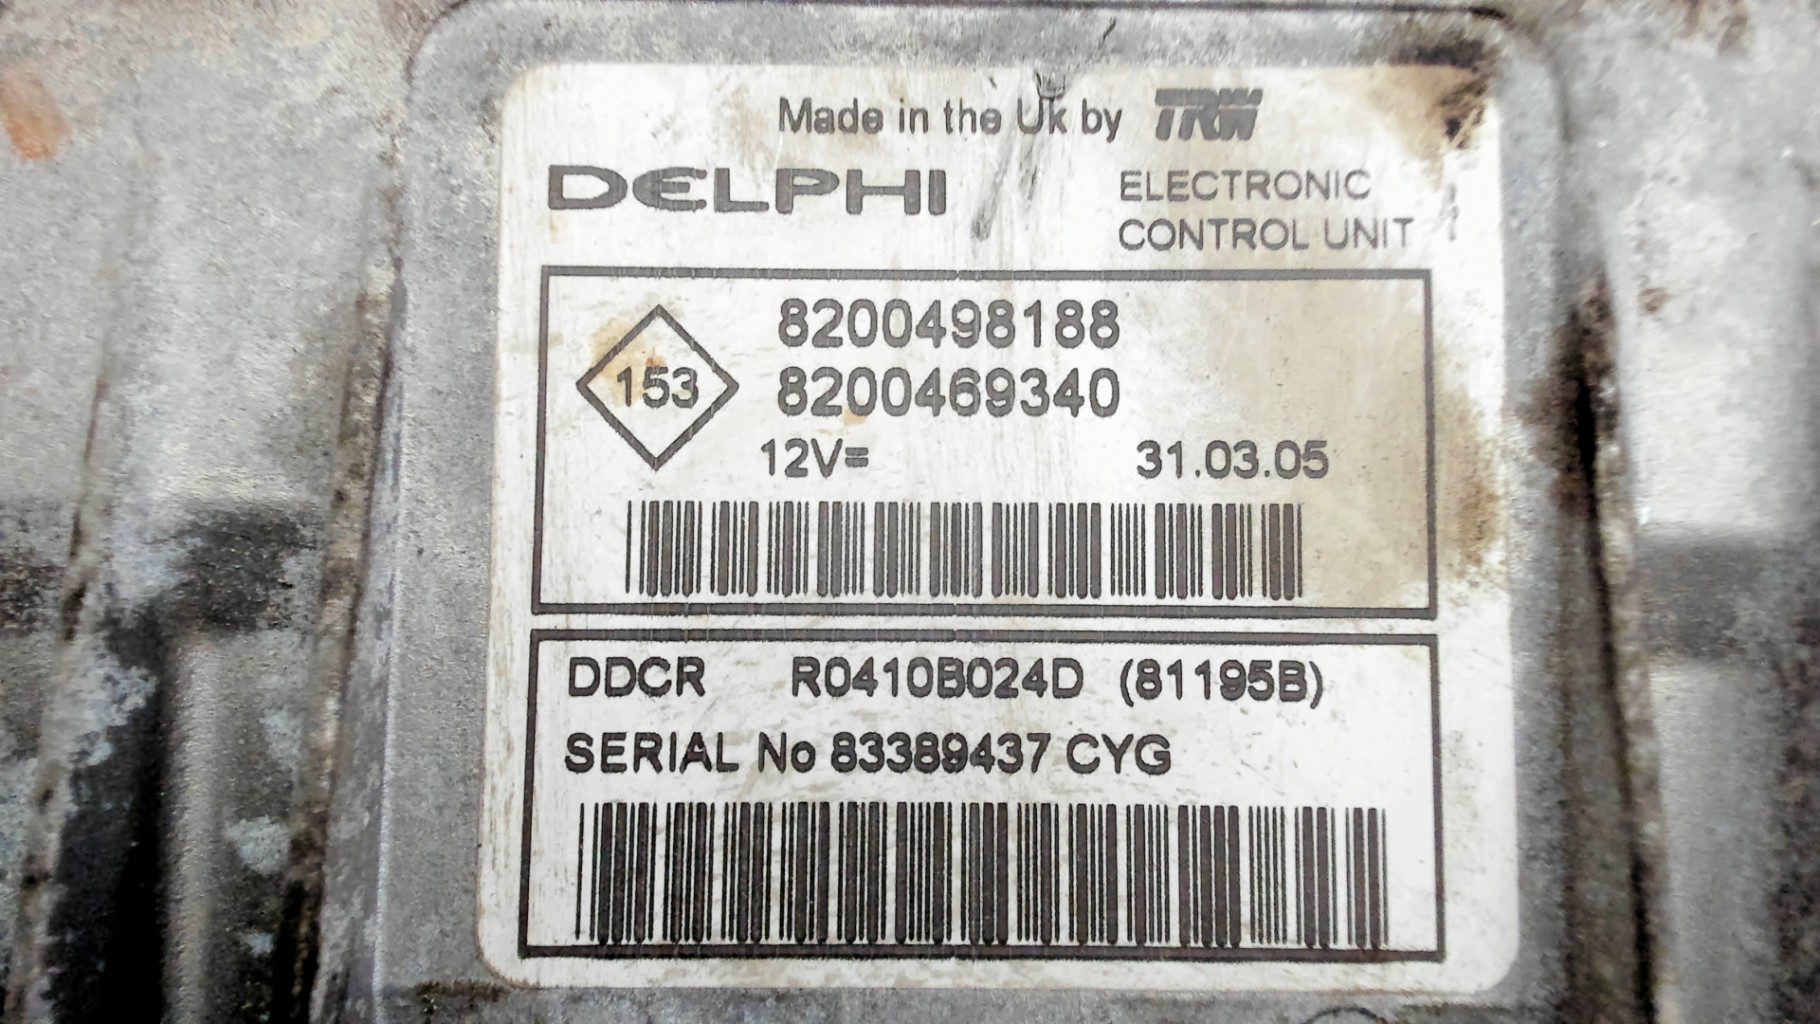 Made in the Uk by TRW
DELPHI
ELECTRONIC
CONTROL UNIT
8200498188
153
8200469340
12V= 31.03.05
DDCR R0410B024D (81195B)
SERIAL No 83389437 CYG